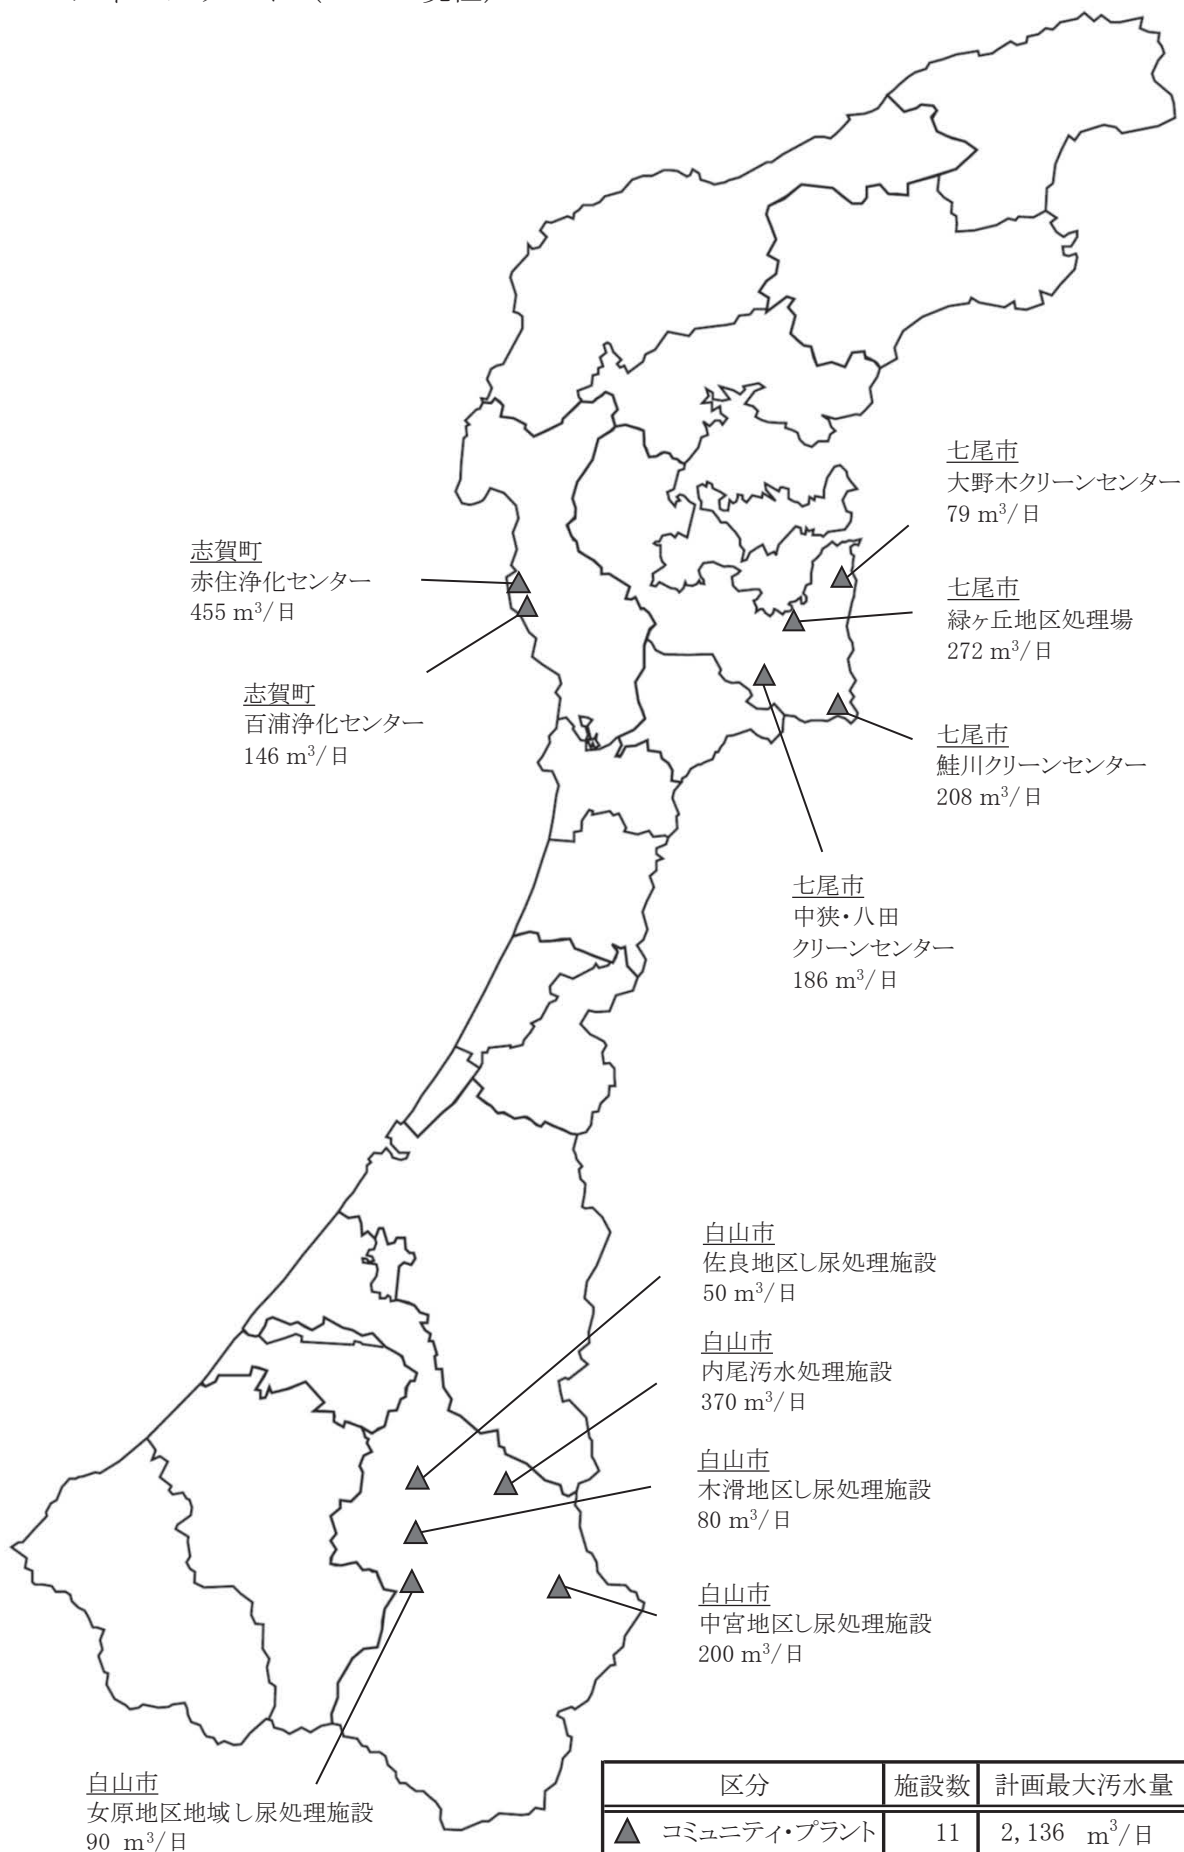 七尾市
大野木クリーンセンター
79 m³/日
志賀町
赤住浄化センター
455 m³/日
七尾市
緑ヶ丘地区処理場
272 m³/日
志賀町
百浦浄化センター
146 m³/日
七尾市
鮭川クリーンセンター
208 m³/日
七尾市
中狭・八田
クリーンセンター
186 m³/日
白山市
佐良地区し尿処理施設
50 m³/日
白山市
内尾汚水処理施設
370 m³/日
白山市
木滑地区し尿処理施設
80 m³/日
白山市
中宮地区し尿処理施設
200 m³/日
白山市
女原地区地域し尿処理施設
90 m³/日
区分 施設数 計画最大汚水量
コミュニティ・プラント 11 2,136 m³/日